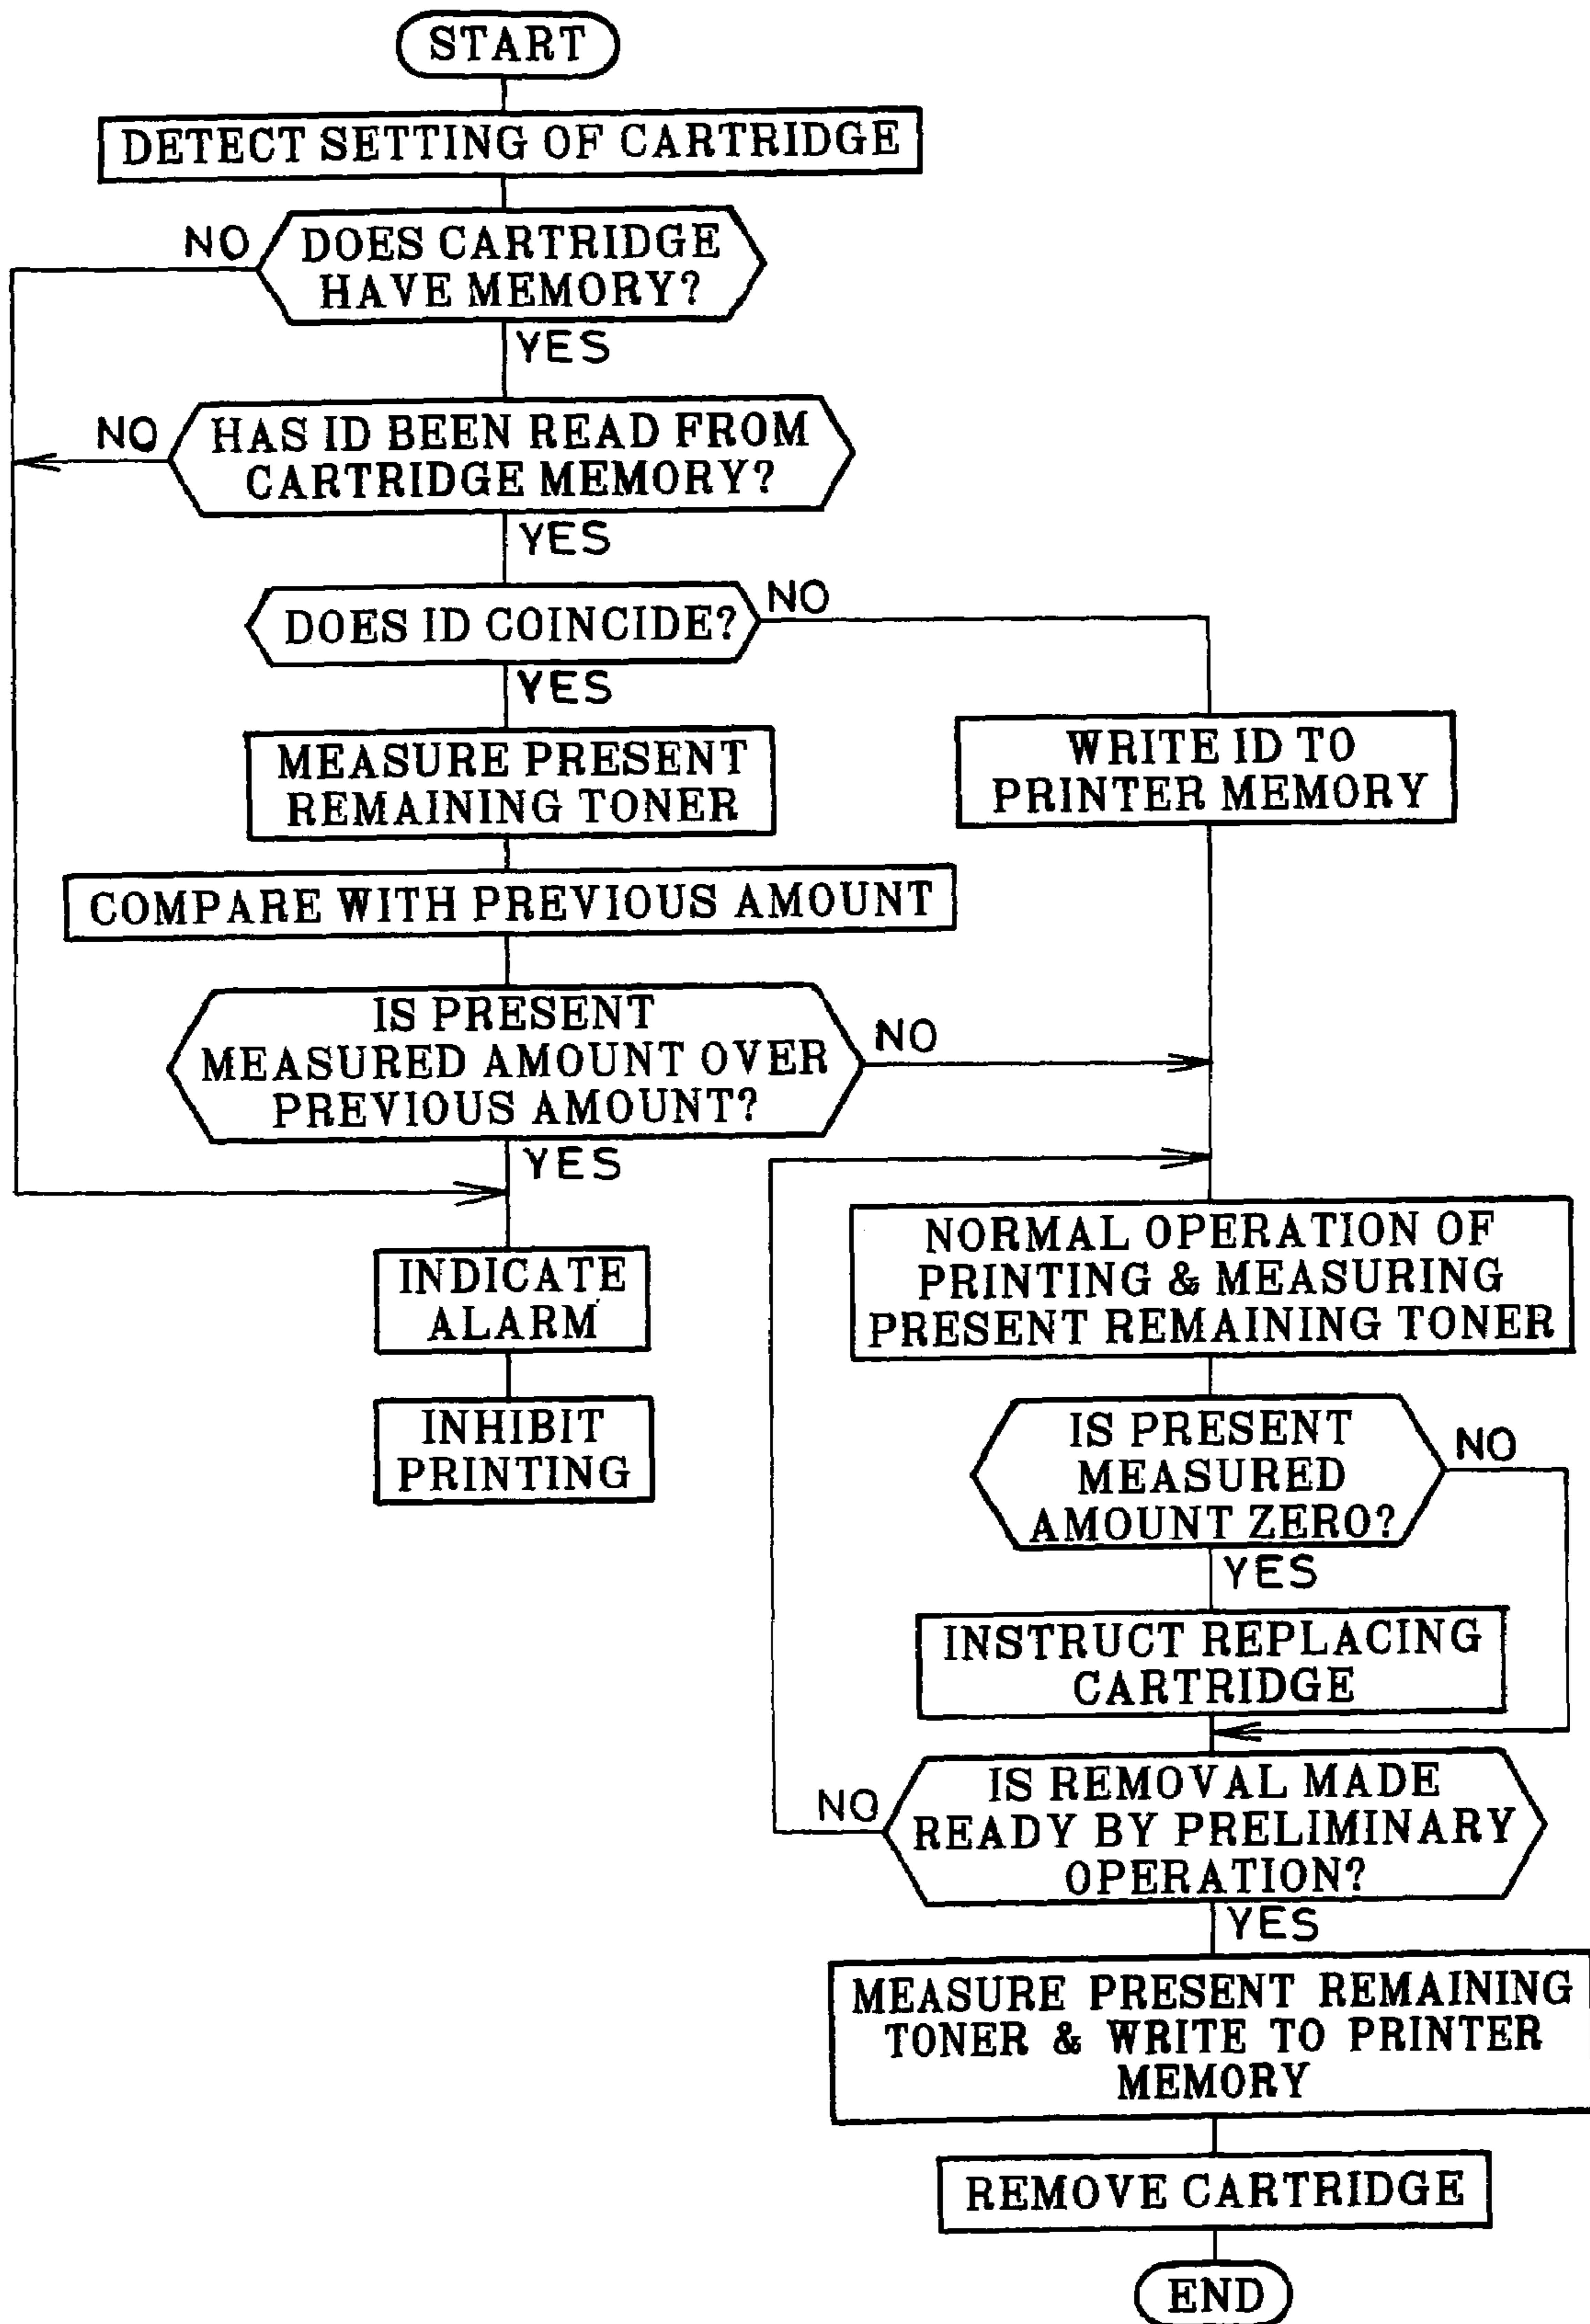 START
DETECT SETTING OF CARTRIDGE
NO
DOES CARTRIDGE
HAVE MEMORY?
YES
NO
HAS ID BEEN READ FROM
CARTRIDGE MEMORY?
YES
DOES ID COINCIDE?
NO
YES
MEASURE PRESENT
REMAINING TONER
WRITE ID TO
PRINTER MEMORY
COMPARE WITH PREVIOUS AMOUNT
IS PRESENT
MEASURED AMOUNT OVER
PREVIOUS AMOUNT?
NO
YES
INDICATE
ALARM
INHIBIT
PRINTING
NORMAL OPERATION OF
PRINTING & MEASURING
PRESENT REMAINING TONER
IS PRESENT
MEASURED
AMOUNT ZERO?
NO
YES
INSTRUCT REPLACING
CARTRIDGE
NO
IS REMOVAL MADE
READY BY PRELIMINARY
OPERATION?
YES
MEASURE PRESENT REMAINING
TONER & WRITE TO PRINTER
MEMORY
REMOVE CARTRIDGE
END